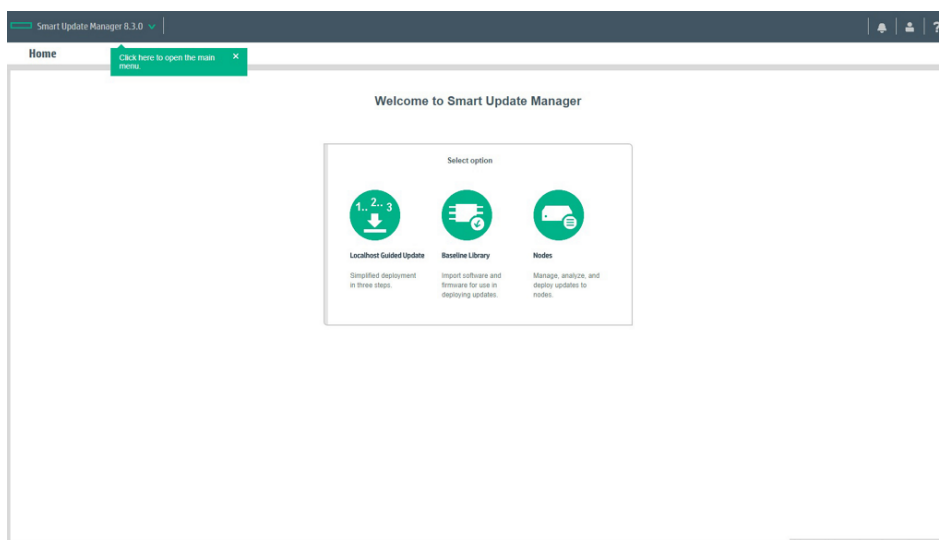 Smart Update Manager 8.3.0
?
Home
Click here to open the main
menu.
×
Welcome to Smart Update Manager
Select option
1.. 2.. 3
Localhost Guided Update
Simplified deployment
in three steps.
Baseline Library
Import software and
firmware for use in
deploying updates.
Nodes
Manage, analyze, and
deploy updates to
nodes.